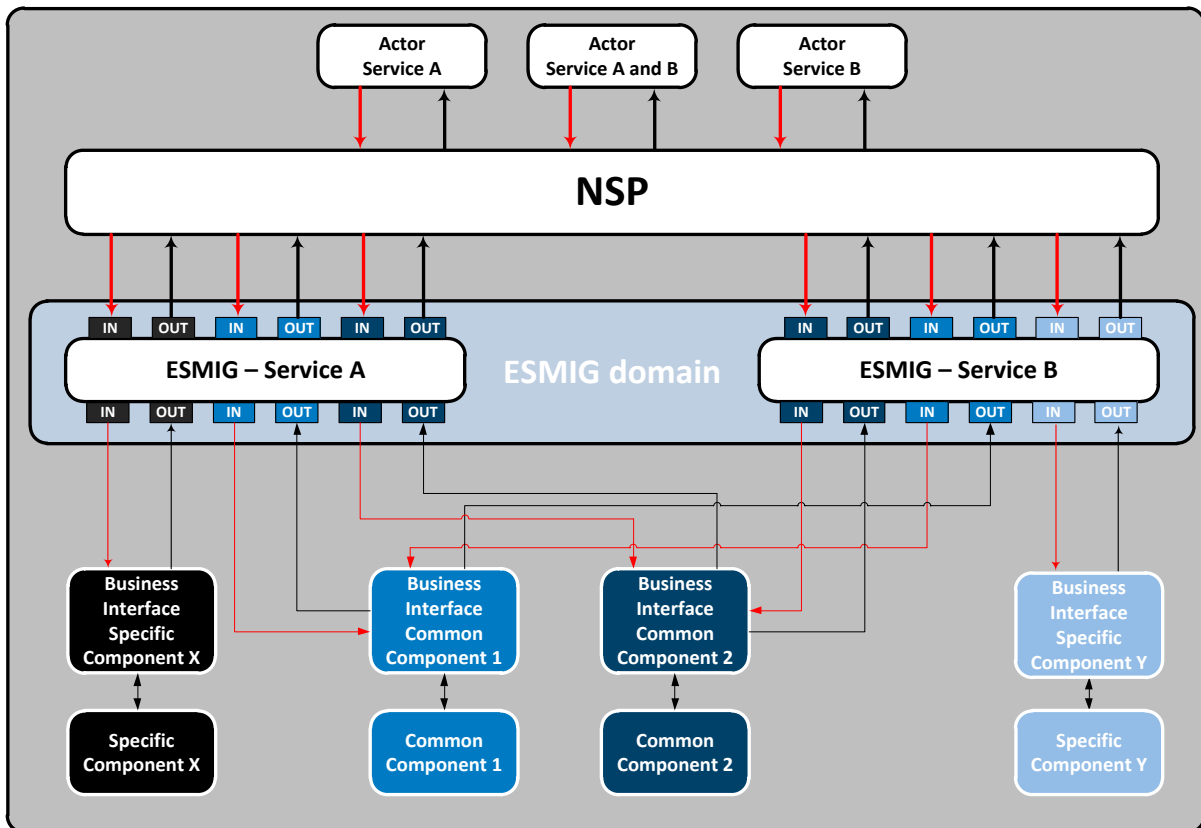 Actor
Service A
Actor
Service A and B
Actor
Service B
NSP
IN
OUT
IN
OUT
IN
OUT
IN
OUT
IN
OUT
IN
OUT
ESMIG – Service A
ESMIG domain
ESMIG – Service B
IN
OUT
IN
OUT
IN
OUT
IN
OUT
IN
OUT
IN
OUT
Business
Interface
Specific
Component X
Business
Interface
Common
Component 1
Business
Interface
Common
Component 2
Business
Interface
Specific
Component Y
Specific
Component X
Common
Component 1
Common
Component 2
Specific
Component Y